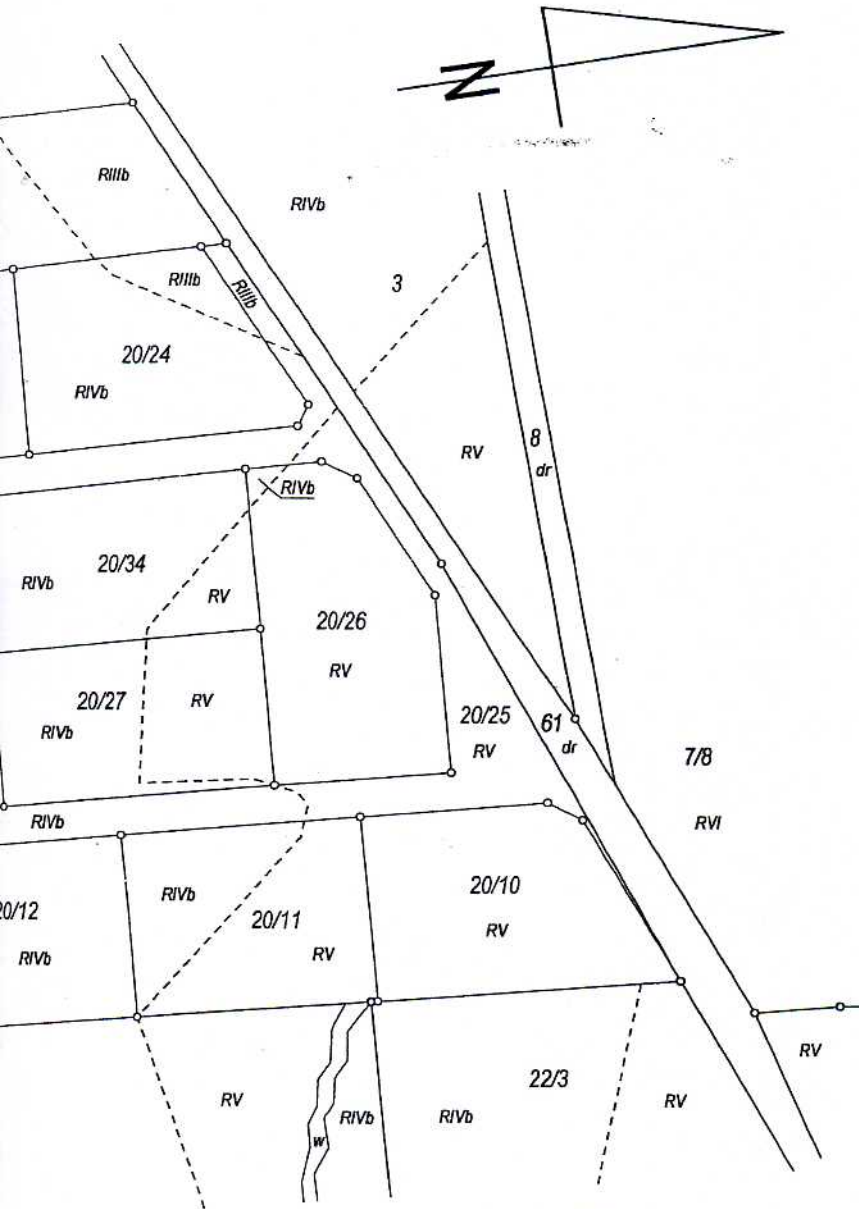 N
RIIIb
RIVb
RIIIb
RIIIb
3
20/24
RIVb
RV
8
dr
RIVb
20/34
RIVb
RV
20/26
RV
20/27
RV
RIVb
20/25
RV
61
dr
7/8
RVI
RIVb
RIVb
20/10
20/12
20/11
RV
RIVb
RV
RV
22/3
RV
RIVb
RIVb
RV
w